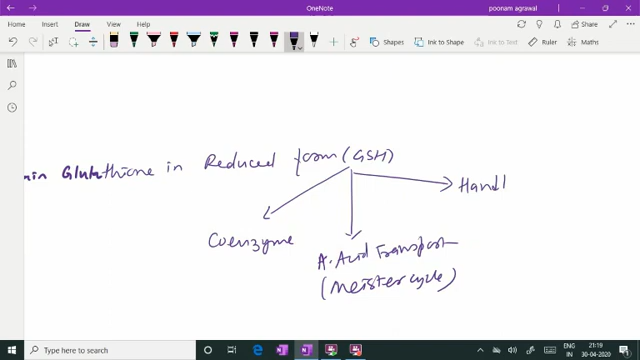 OneNote
poonam agrawal
Home Insert Draw View Help
Share
Shapes Ink to Shape Ink to Text Ruler Maths
in Glutathione in Reduced form (GSH)
Handl
Coenzyme
A. Acid Transport
(Meister cycle)
Type here to search
ENG 21:19
IN 30-04-2020